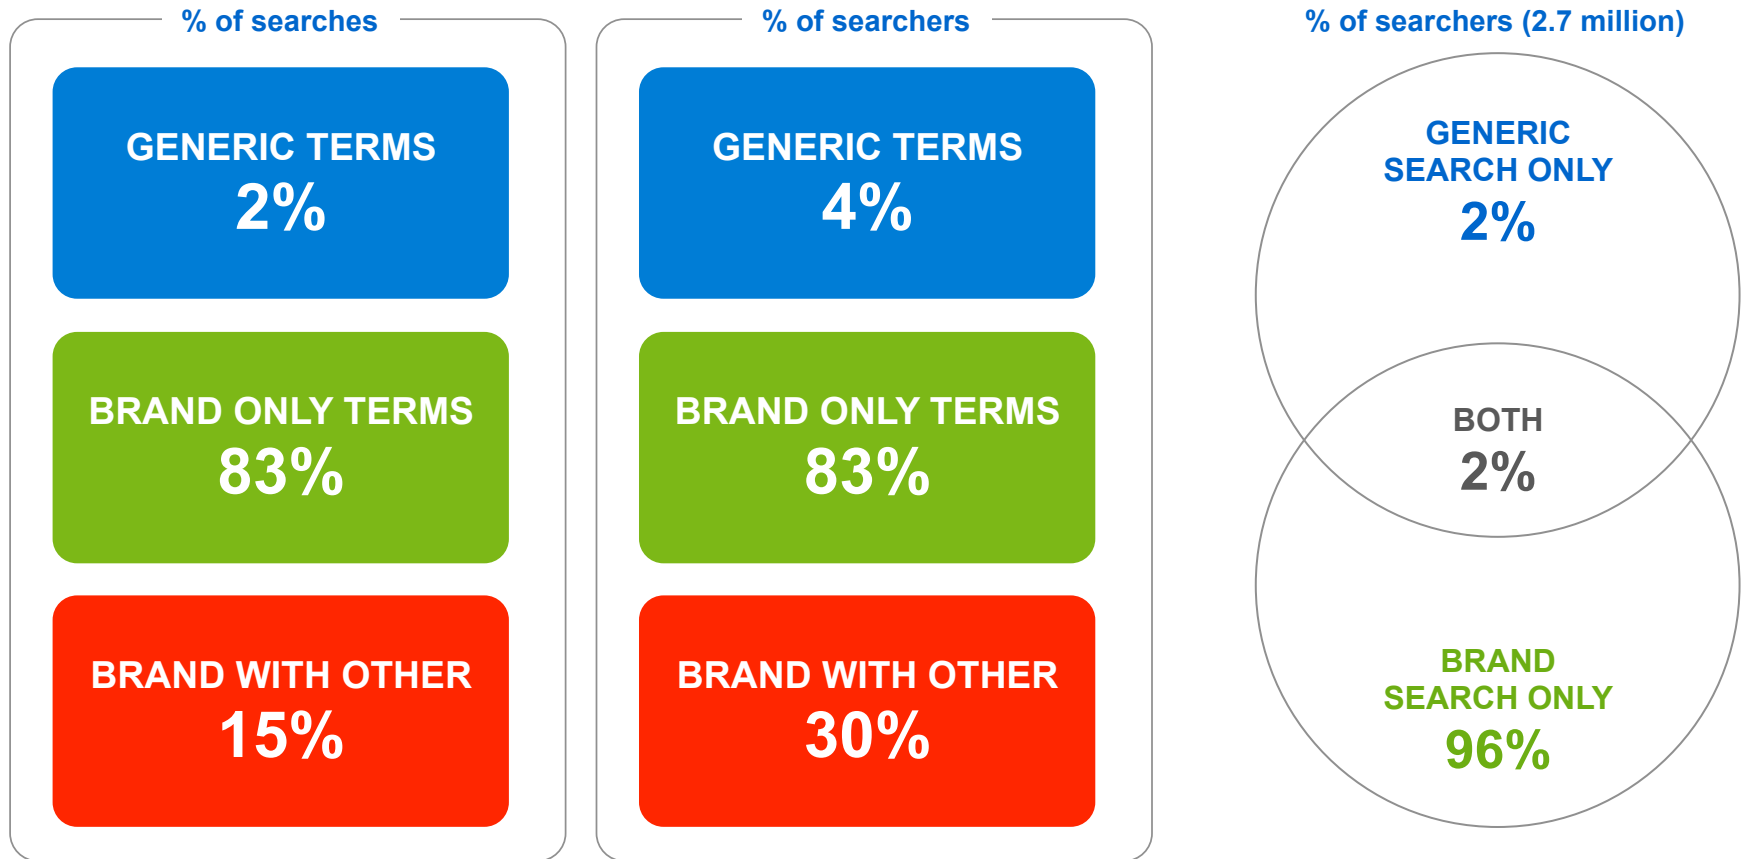 % of searches
GENERIC TERMS
2%
BRAND ONLY TERMS
83%
BRAND WITH OTHER
15%
% of searchers
GENERIC TERMS
4%
BRAND ONLY TERMS
83%
BRAND WITH OTHER
30%
% of searchers (2.7 million)
GENERIC
SEARCH ONLY
2%
BOTH
2%
BRAND
SEARCH ONLY
96%